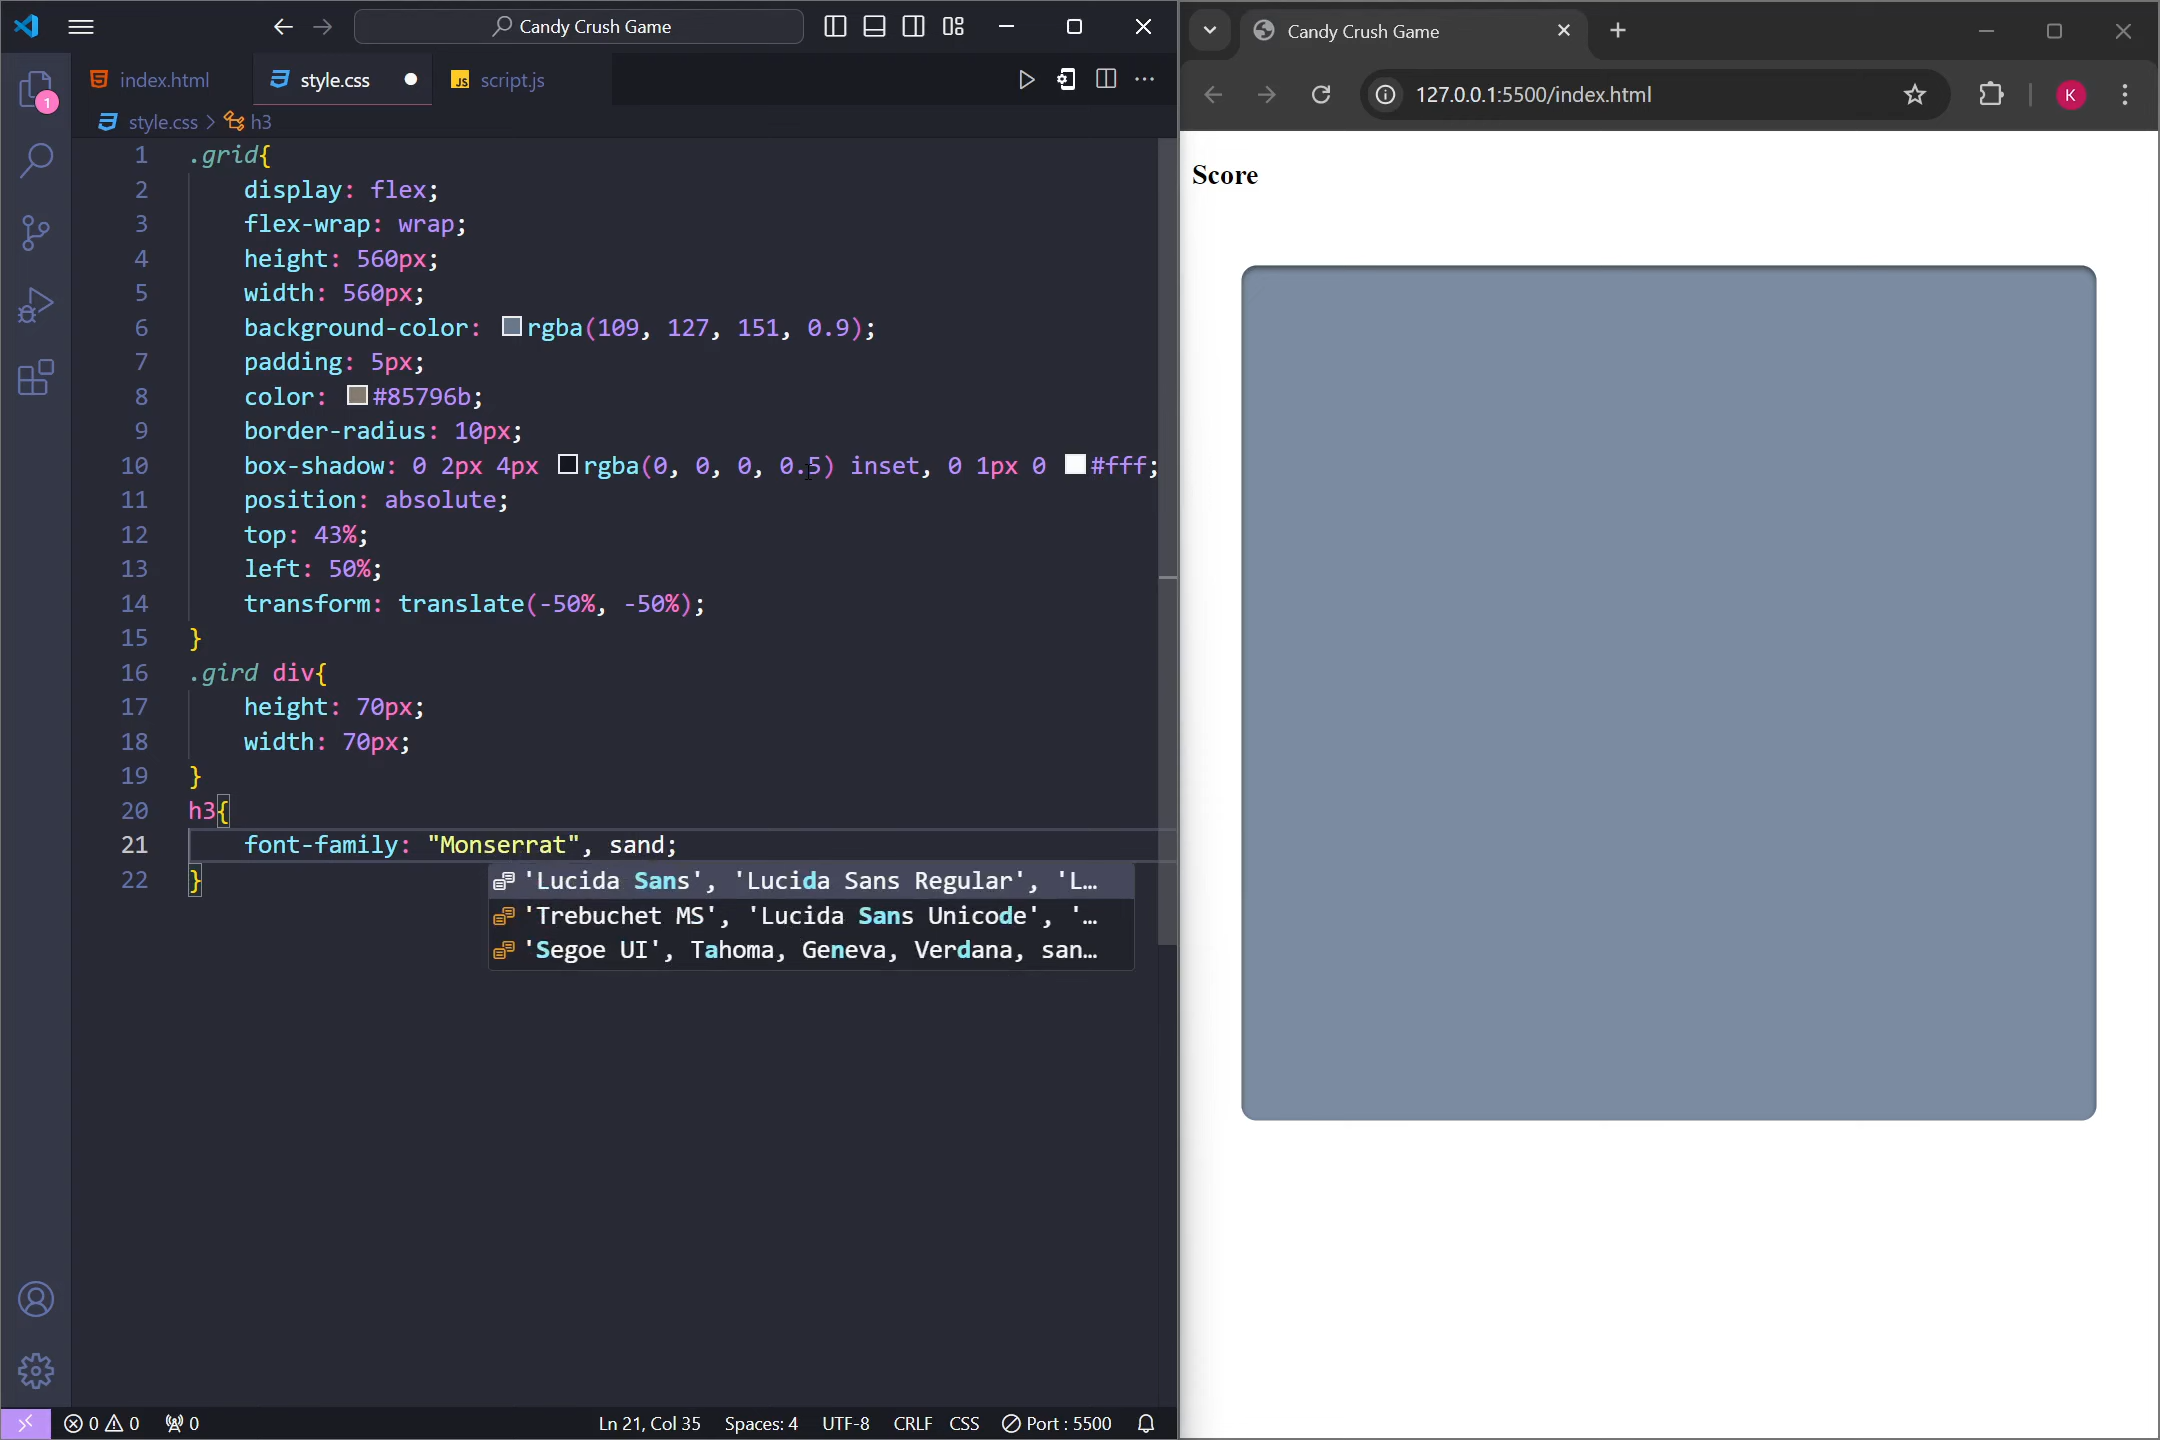 Candy Crush Game
index.html
style.css
JS script.js
1
style.css > h3
1 .grid{
2 display: flex;
3 flex-wrap: wrap;
4 height: 560px;
5 width: 560px;
6 background-color: rgba(109, 127, 151, 0.9);
7 padding: 5px;
8 color: #85796b;
9 border-radius: 10px;
10 box-shadow: 0 2px 4px rgba(0, 0, 0, 0.5) inset, 0 1px 0 #fff;
11 position: absolute;
12 top: 43%;
13 left: 50%;
14 transform: translate(-50%, -50%);
15 }
16 .gird div{
17 height: 70px;
18 width: 70px;
19 }
20 h3{
21 font-family: "Monserrat", sand;
22 }
'Lucida Sans', 'Lucida Sans Regular', 'L…
'Trebuchet MS', 'Lucida Sans Unicode', '…
'Segoe UI', Tahoma, Geneva, Verdana, san…
0 0 0 Ln 21, Col 35 Spaces: 4 UTF-8 CRLF CSS Port : 5500
Candy Crush Game
127.0.0.1:5500/index.html
K
Score